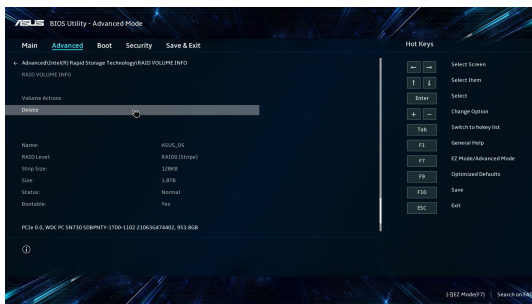 ASUS BIOS Utility - Advanced Mode
Main Advanced Boot Security Save & Exit
Hot Keys
← Advanced\Intel(R) Rapid Storage Technology\RAID VOLUME INFO
RAID VOLUME INFO
Volume Actions
Delete
Name: ASUS_OS
RAID Level: RAID0 (Stripe)
Strip Size: 128KB
Size: 1.8TB
Status: Normal
Bootable: Yes
PCIe 0.0, WDC PC SN730 SDBPNTY-1T00-1102 21063G474402, 953.8GB
← → Select Screen
↑ ↓ Select Item
Enter Select
+ - Change Option
Tab Switch to hokey list
F1 General Help
F7 EZ Mode/Advanced Mode
F9 Optimized Defaults
F10 Save
ESC Exit
EZ Mode(F7) | Search on FAQ